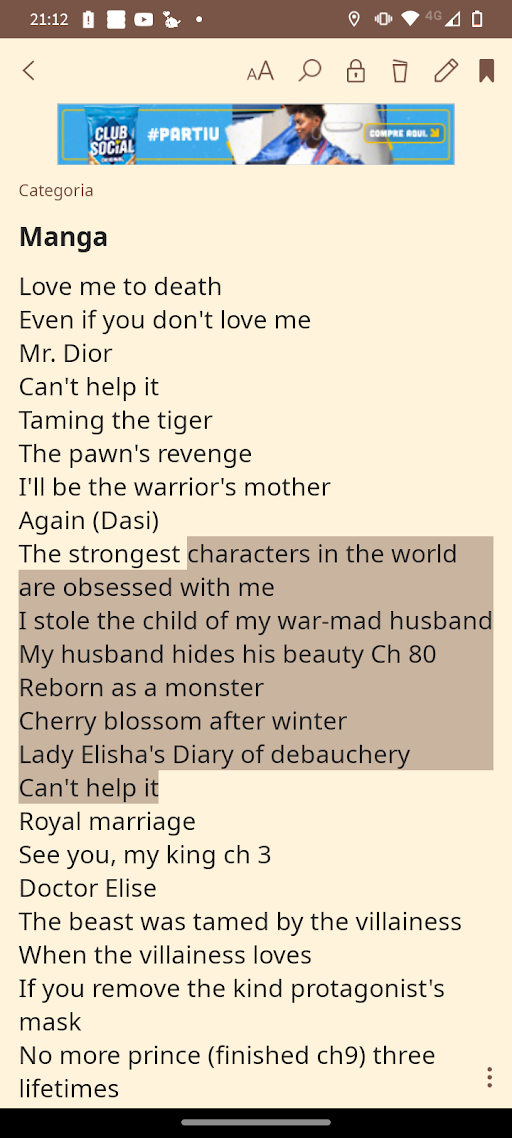 21:12
4G
AA
CLUB
SOCIAL
ORIGINAL
#PARTIU
COMPRE AQUI.
Categoria
Manga
Love me to death
Even if you don't love me
Mr. Dior
Can't help it
Taming the tiger
The pawn's revenge
I'll be the warrior's mother
Again (Dasi)
The strongest characters in the world
are obsessed with me
I stole the child of my war-mad husband
My husband hides his beauty Ch 80
Reborn as a monster
Cherry blossom after winter
Lady Elisha's Diary of debauchery
Can't help it
Royal marriage
See you, my king ch 3
Doctor Elise
The beast was tamed by the villainess
When the villainess loves
If you remove the kind protagonist's
mask
No more prince (finished ch9) three
lifetimes